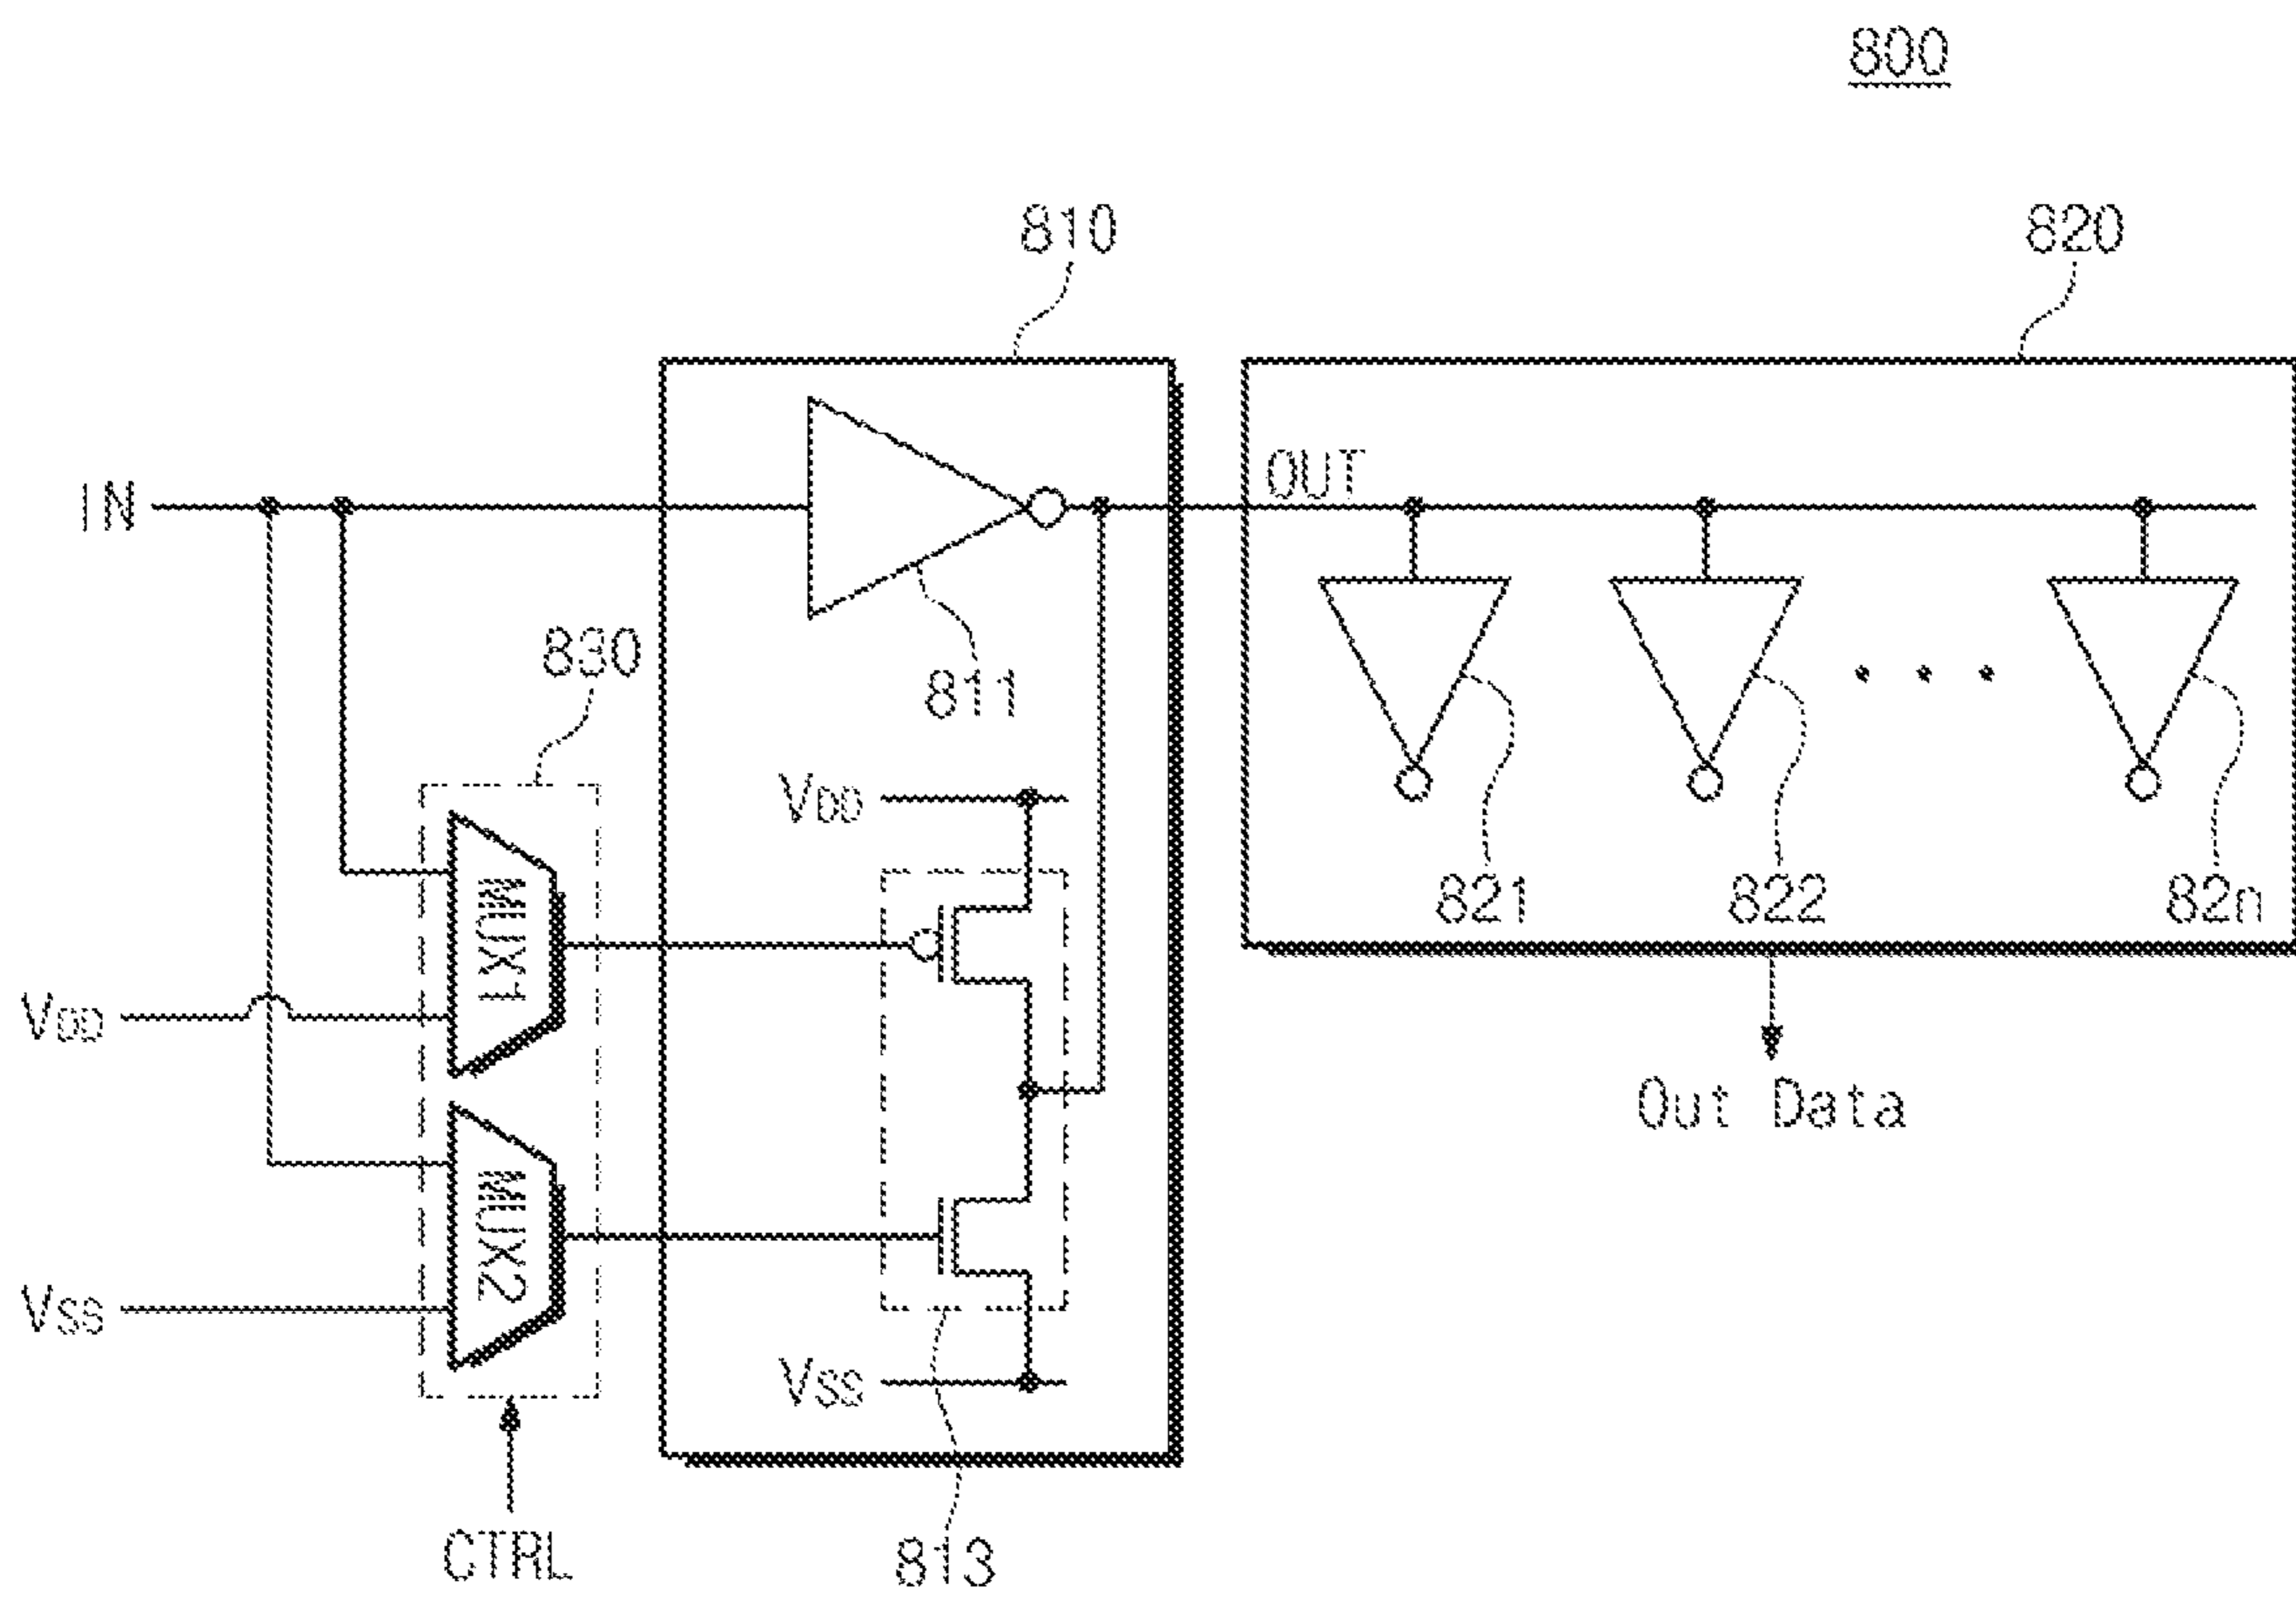 800
810
820
IN
OUT
830
811
VDD
821
822
82n
MUX1
VDD
Out Data
MUX2
VSS
VSS
CTRL
813